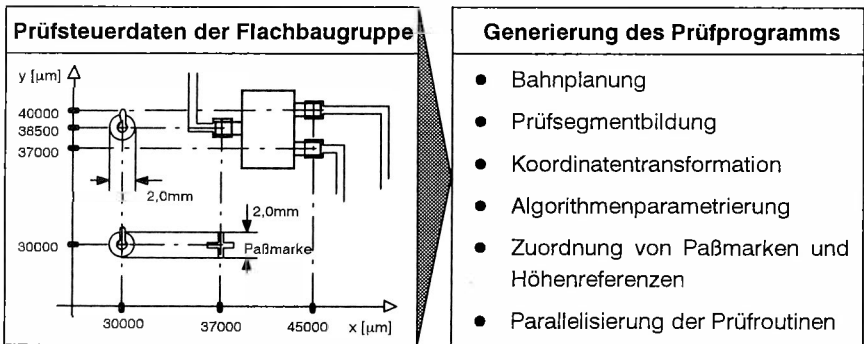 Prüfsteuerdaten der Flachbaugruppe
y [µm]
40000
38500
37000
2,0mm
2,0mm
30000
Paßmarke
30000
37000
45000
x [µm]
Generierung des Prüfprogramms
• Bahnplanung
• Prüfsegmentbildung
• Koordinatentransformation
• Algorithmenparametrierung
• Zuordnung von Paßmarken und
Höhenreferenzen
• Parallelisierung der Prüfroutinen